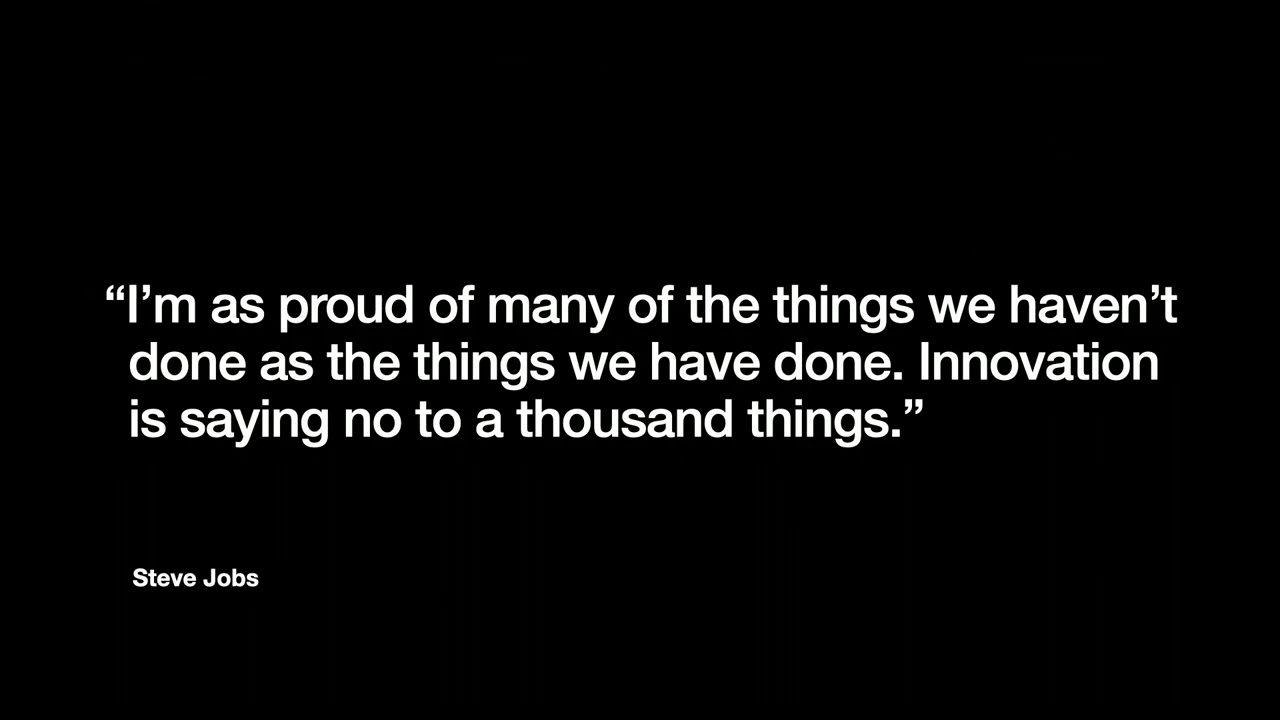 “I’m as proud of many of the things we haven’t
done as the things we have done. Innovation
is saying no to a thousand things.”
Steve Jobs